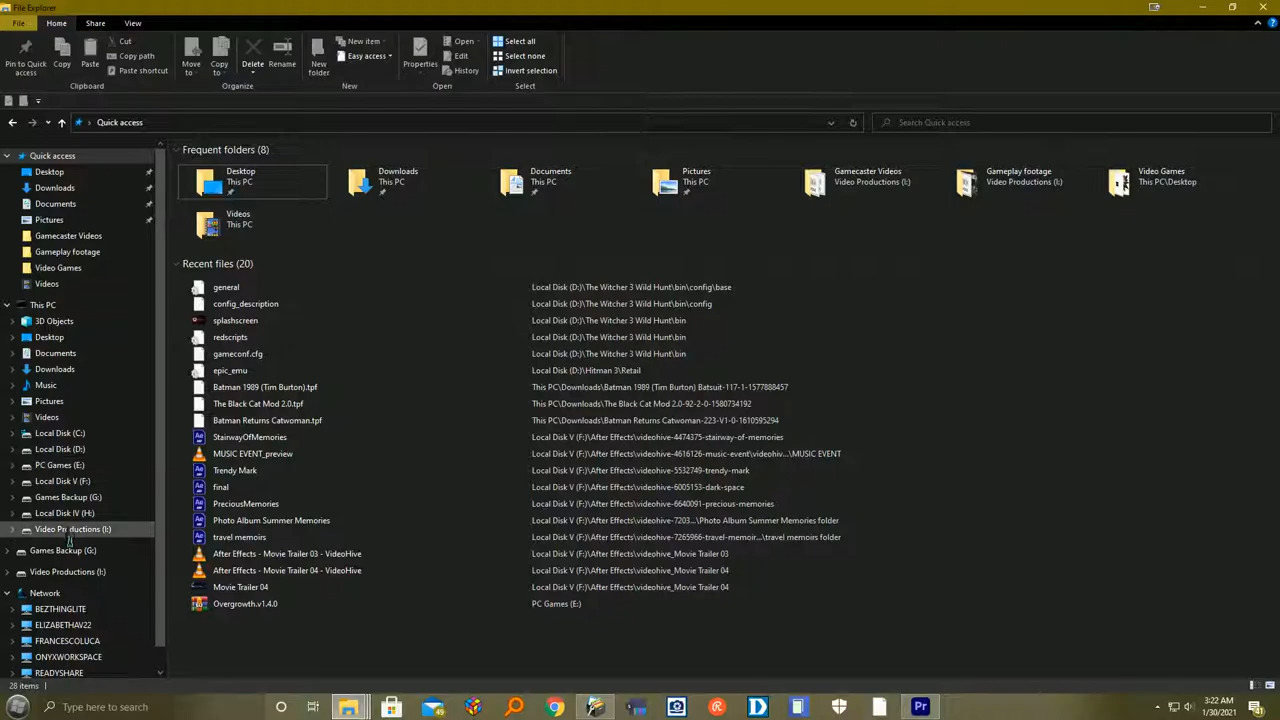 File Explorer
File
Home
Share
View
Pin to Quick access
Copy
Paste
Cut
Copy path
Paste shortcut
Clipboard
Move to
Copy to
Delete
Rename
Organize
New folder
New item
Easy access
New
Properties
Open
Edit
History
Open
Select all
Select none
Invert selection
Select
Quick access
Search Quick access
Quick access
Desktop
Downloads
Documents
Pictures
Gamecaster Videos
Gameplay footage
Video Games
Videos
This PC
3D Objects
Desktop
Documents
Downloads
Music
Pictures
Videos
Local Disk (C:)
Local Disk (D:)
PC Games (E:)
Local Disk V (F:)
Games Backup (G:)
Local Disk IV (H:)
Video Productions (I:)
Games Backup (G:)
Video Productions (I:)
Network
BEZTHINGLITE
ELIZABETHAV22
FRANCESCOLUCA
ONYXWORKSPACE
READYSHARE
Frequent folders (8)
Desktop
This PC
Downloads
This PC
Documents
This PC
Pictures
This PC
Gamecaster Videos
Video Productions (I:)
Gameplay footage
Video Productions (I:)
Video Games
This PC\Desktop
Videos
This PC
Recent files (20)
general Local Disk (D:)\The Witcher 3 Wild Hunt\bin\config\base
config_description Local Disk (D:)\The Witcher 3 Wild Hunt\bin\config
splashscreen Local Disk (D:)\The Witcher 3 Wild Hunt\bin
redscripts Local Disk (D:)\The Witcher 3 Wild Hunt\bin
gameconf.cfg Local Disk (D:)\The Witcher 3 Wild Hunt\bin
epic_emu Local Disk (D:)\Hitman 3\Retail
Batman 1989 (Tim Burton).tpf This PC\Downloads\Batman 1989 (Tim Burton) Batsuit-117-1-1577888457
The Black Cat Mod 2.0.tpf This PC\Downloads\The Black Cat Mod 2.0-92-2-0-1580734192
Batman Returns Catwoman.tpf This PC\Downloads\Batman Returns Catwoman-223-V1-0-1610595294
StairwayOfMemories Local Disk V (F:)\After Effects\videohive-4474375-stairway-of-memories
MUSIC EVENT_preview Local Disk V (F:)\After Effects\videohive-4616126-music-event\videohiv...\MUSIC EVENT
Trendy Mark Local Disk V (F:)\After Effects\videohive-5532749-trendy-mark
final Local Disk V (F:)\After Effects\videohive-6005153-dark-space
PreciousMemories Local Disk V (F:)\After Effects\videohive-6640091-precious-memories
Photo Album Summer Memories Local Disk V (F:)\After Effects\videohive-7203...\Photo Album Summer Memories folder
travel memoirs Local Disk V (F:)\After Effects\videohive-7265966-travel-memoir...\travel memoirs folder
After Effects - Movie Trailer 03 - VideoHive Local Disk V (F:)\After Effects\videohive_Movie Trailer 03
After Effects - Movie Trailer 04 - VideoHive Local Disk V (F:)\After Effects\videohive_Movie Trailer 04
Movie Trailer 04 Local Disk V (F:)\After Effects\videohive_Movie Trailer 04
Overgrowth.v1.4.0 PC Games (E:)
28 items
Type here to search
Pr
3:22 AM
1/30/2021